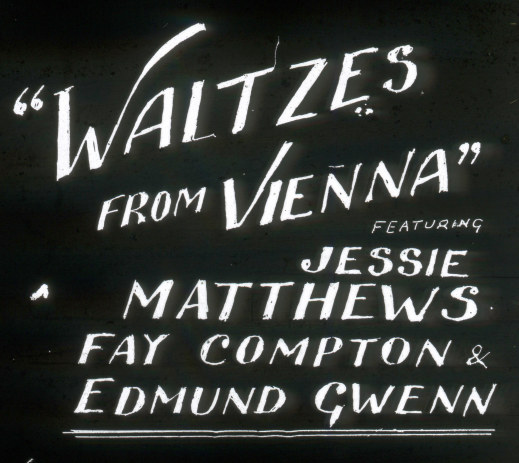 "WALTZES
FROM VIENNA"
FEATURING
JESSIE
MATTHEWS
FAY COMPTON &
EDMUND GWENN